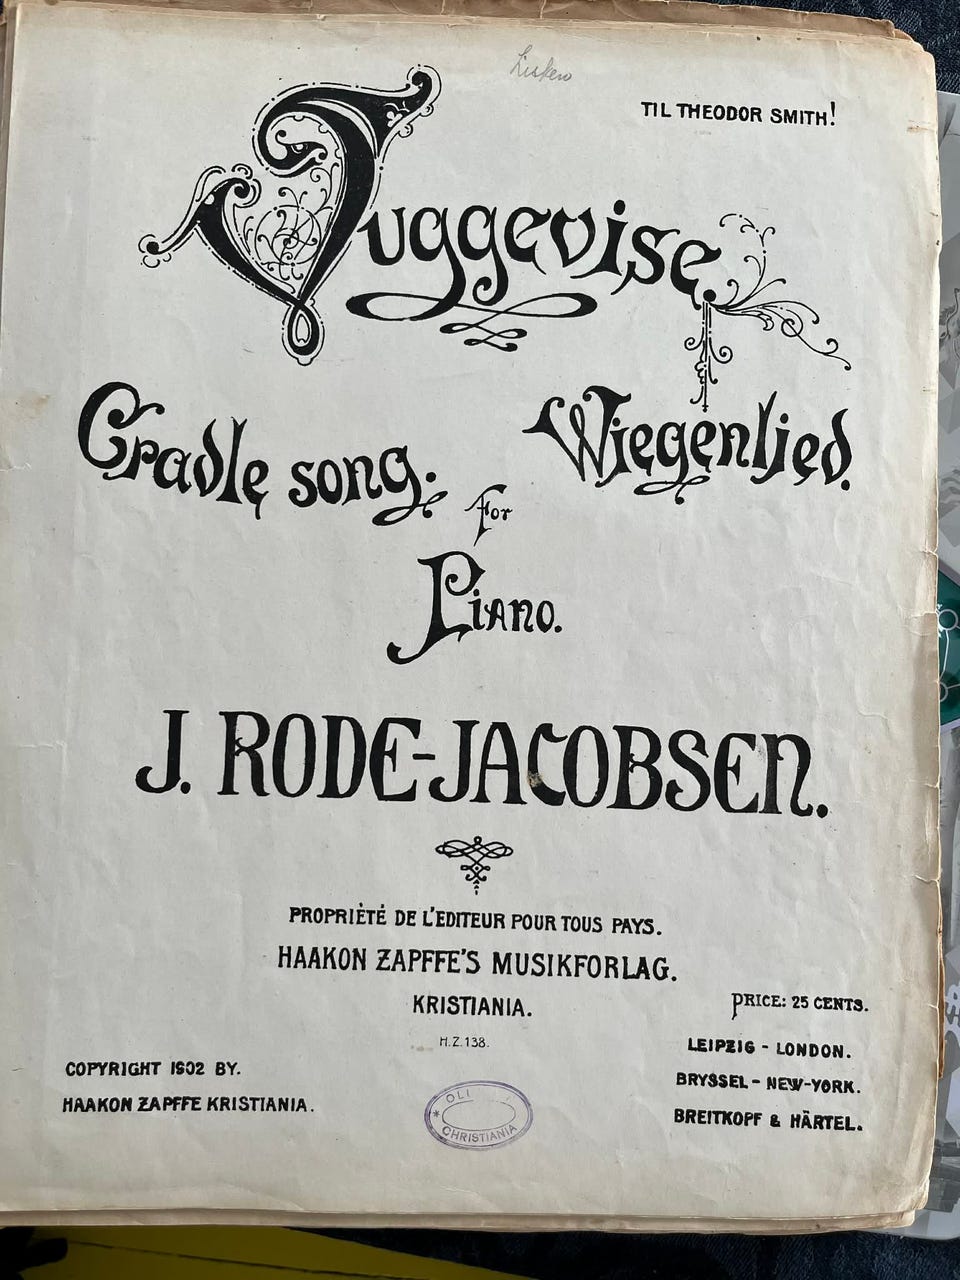 TIL THEODOR SMITH!
Vuggevise
Cradle song.
Wiegenlied.
For
Piano.
J. RODE-JACOBSEN.
PROPRIÈTÉ DE L'EDITEUR POUR TOUS PAYS.
HAAKON ZAPFFE'S MUSIKFORLAG.
KRISTIANIA.
H.Z.138.
PRICE: 25 CENTS.
LEIPZIG - LONDON.
BRYSSEL - NEW-YORK.
BREITKOPF & HÄRTEL.
COPYRIGHT 1902 BY.
HAAKON ZAPFFE KRISTIANIA.
OLI
* CHRISTIANIA